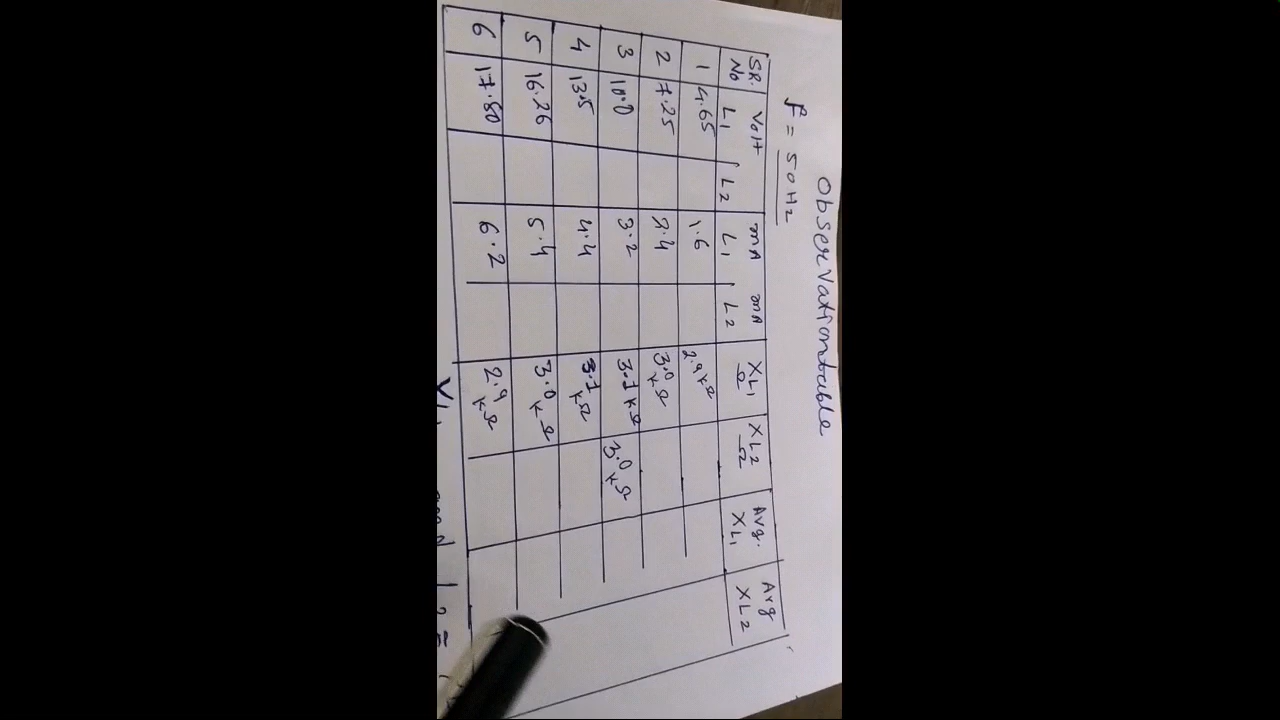 Observationtable
f = 50Hz
SR. No Volt L1 L2 mA L1 mA L2 XL1 Ω XL2 Ω Avg. XL1 Avg XL2
1 4.65 1.6 2.9 kΩ
2 7.25 2.4 3.0 kΩ
3 10.0 3.2 3.1 kΩ 3.0 kΩ
4 13.5 4.4 3.1 kΩ
5 16.26 5.4 3.0 kΩ
6 17.80 6.2 2.9 kΩ